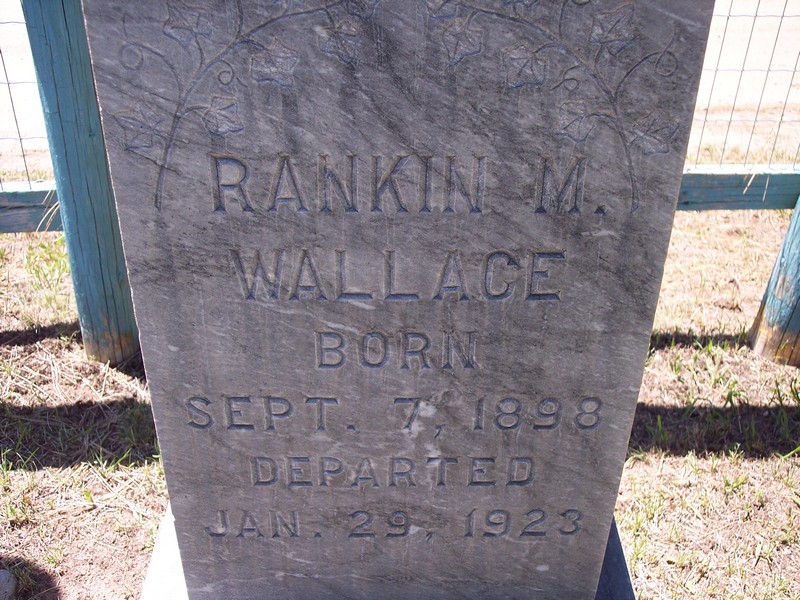 RANKIN M.
WALLACE
BORN
SEPT. 7, 1898
DEPARTED
JAN. 29, 1923